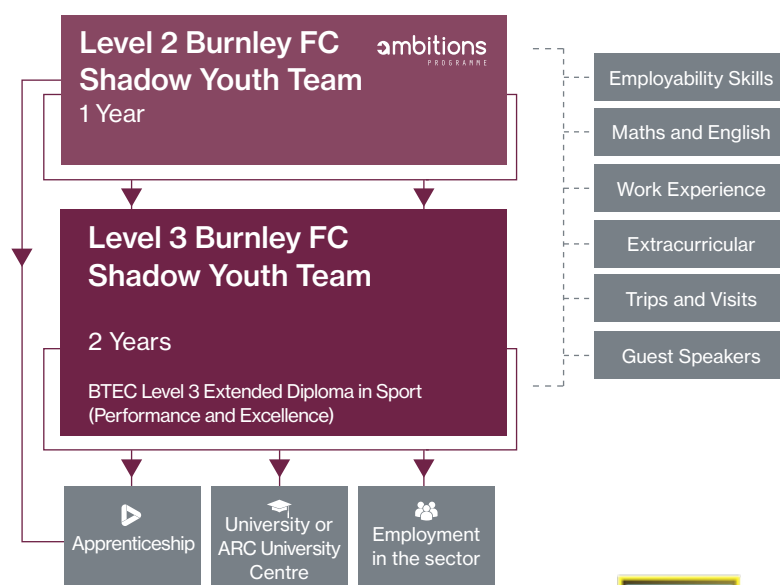 Level 2 Burnley FC
Shadow Youth Team
1 Year
ambitions
PROGRAMME
Level 3 Burnley FC
Shadow Youth Team
2 Years
BTEC Level 3 Extended Diploma in Sport
(Performance and Excellence)
Apprenticeship
University or
ARC University
Centre
Employment
in the sector
Employability Skills
Maths and English
Work Experience
Extracurricular
Trips and Visits
Guest Speakers